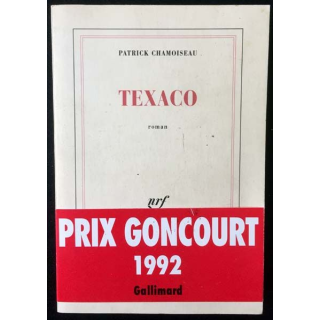 PATRICK CHAMOISEAU
TEXACO
roman
nrf
PRIX GONCOURT
1992
Gallimard